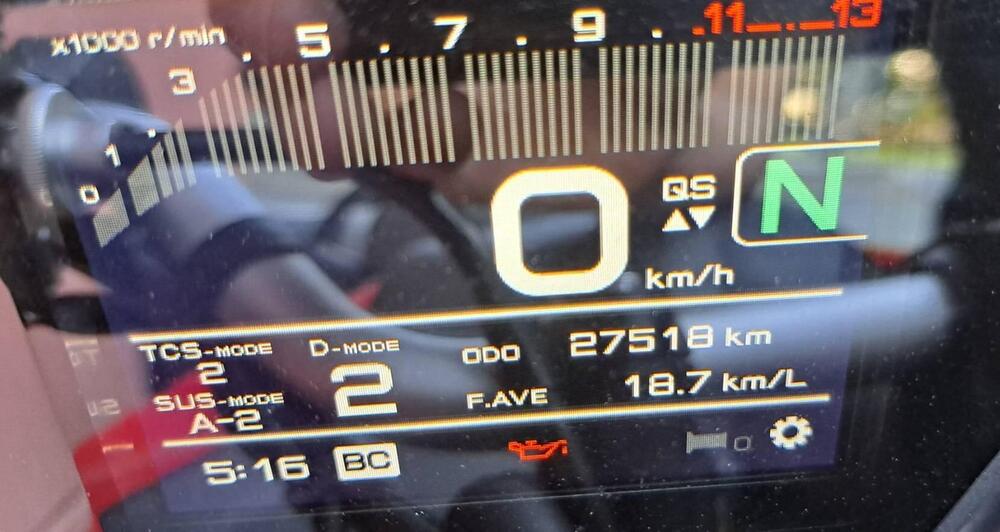 x1000 r/min
0 1 3 5 7 9 11 13
0 km/h
QS
N
TCS-MODE
2
D-MODE
2
SUS-MODE
A-2
ODO 27518 km
F.AVE 18.7 km/L
5:16 BC
0